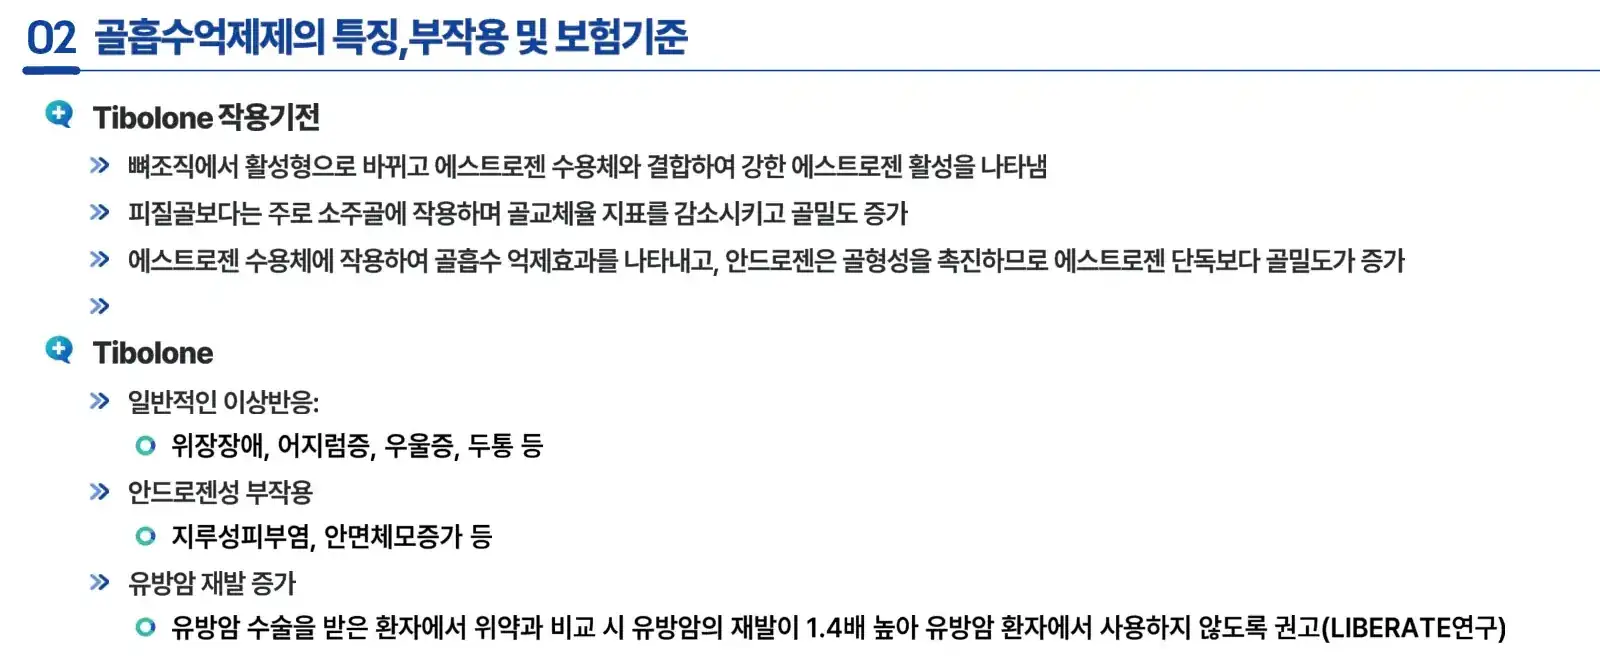 02 골흡수억제제의 특징,부작용 및 보험기준
Tibolone 작용기전
뼈조직에서 활성형으로 바뀌고 에스트로젠 수용체와 결합하여 강한 에스트로젠 활성을 나타냄
피질골보다는 주로 소주골에 작용하며 골교체율 지표를 감소시키고 골밀도 증가
에스트로젠 수용체에 작용하여 골흡수 억제효과를 나타내고, 안드로젠은 골형성을 촉진하므로 에스트로젠 단독보다 골밀도가 증가
Tibolone
일반적인 이상반응:
위장장애, 어지럼증, 우울증, 두통 등
안드로젠성 부작용
지루성피부염, 안면체모증가 등
유방암 재발 증가
유방암 수술을 받은 환자에서 위약과 비교 시 유방암의 재발이 1.4배 높아 유방암 환자에서 사용하지 않도록 권고(LIBERATE연구)